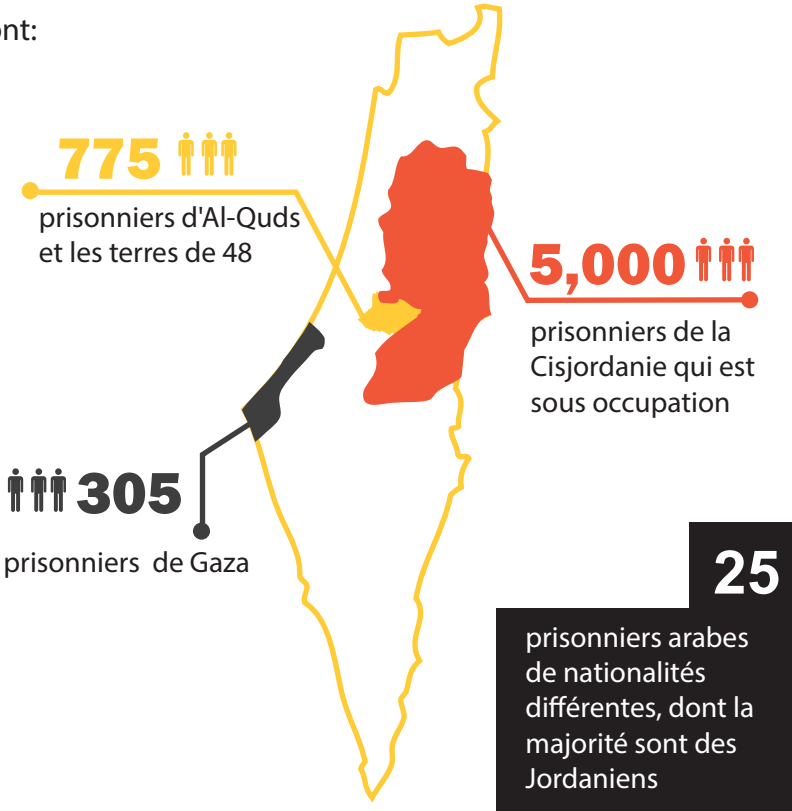 ont:
775
prisonniers d'Al-Quds
et les terres de 48
5,000
prisonniers de la
Cisjordanie qui est
sous occupation
305
prisonniers de Gaza
25
prisonniers arabes
de nationalités
différentes, dont la
majorité sont des
Jordaniens